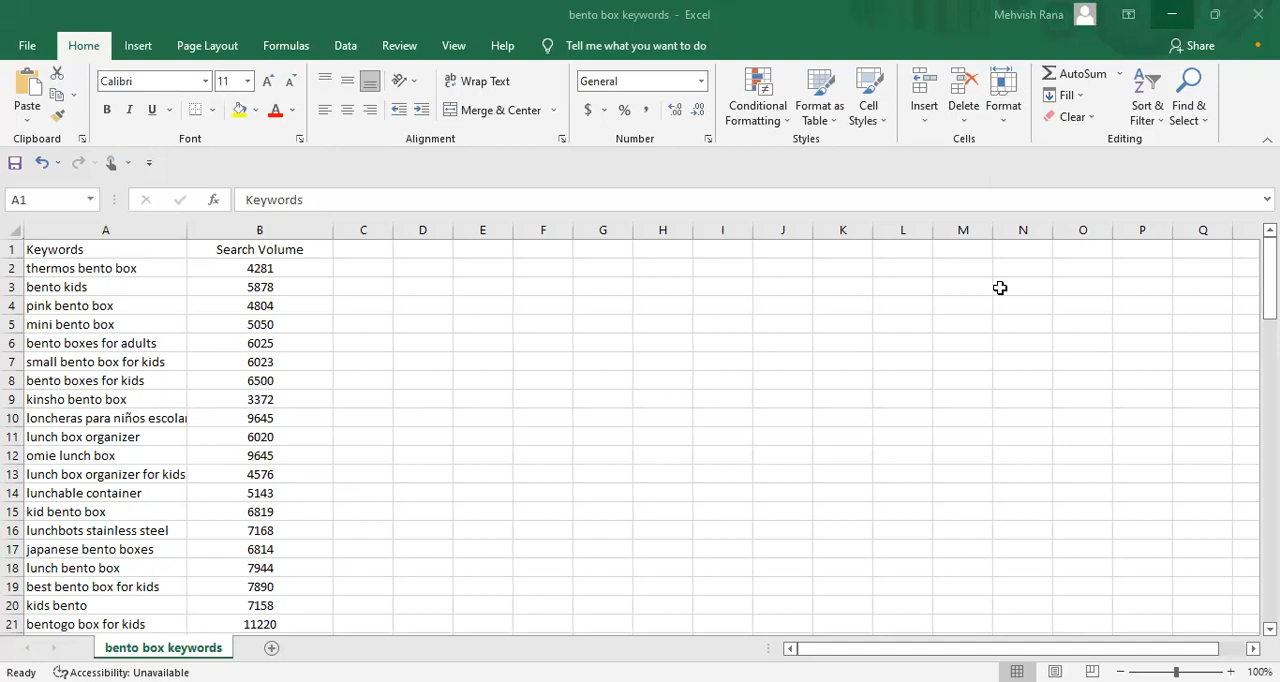 bento box keywords - Excel
Mehvish Rana
File Home Insert Page Layout Formulas Data Review View Help Tell me what you want to do Share
Paste
Calibri 11
B I U
Wrap Text
Merge & Center
General
$ % ,
Conditional Formatting
Format as Table
Cell Styles
Insert
Delete
Format
AutoSum
Fill
Clear
Sort & Filter
Find & Select
Clipboard Font Alignment Number Styles Cells Editing
A1 fx Keywords
A B C D E F G H I J K L M N O P Q
1 Keywords Search Volume
2 thermos bento box 4281
3 bento kids 5878
4 pink bento box 4804
5 mini bento box 5050
6 bento boxes for adults 6025
7 small bento box for kids 6023
8 bento boxes for kids 6500
9 kinsho bento box 3372
10 loncheras para niños escolar 9645
11 lunch box organizer 6020
12 omie lunch box 9645
13 lunch box organizer for kids 4576
14 lunchable container 5143
15 kid bento box 6819
16 lunchbots stainless steel 7168
17 japanese bento boxes 6814
18 lunch bento box 7944
19 best bento box for kids 7890
20 kids bento 7158
21 bentogo box for kids 11220
bento box keywords
Ready Accessibility: Unavailable 100%